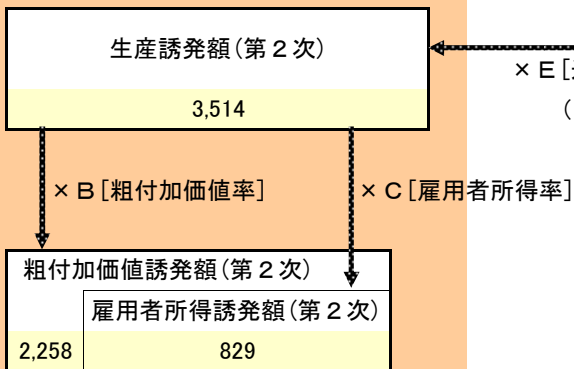 生産誘発額(第２次)
×Ｅ[
3,514
(
×Ｂ[粗付加価値率]
×Ｃ[雇用者所得率]
粗付加価値誘発額(第２次)
雇用者所得誘発額(第２次)
2,258
829